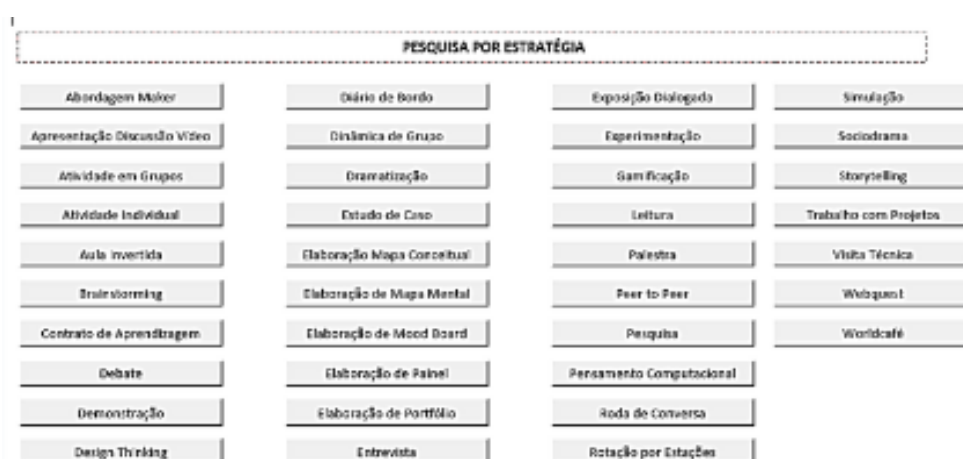 PESQUISA POR ESTRATÉGIA
Abordagem Maker
Apresentação Discussão Vídeo
Atividade em Grupos
Atividade Individual
Aula Invertida
Brainstorming
Contrato de Aprendizagem
Debate
Demonstração
Design Thinking
Diário de Bordo
Dinâmica de Grupo
Dramatização
Estudo de Caso
Elaboração Mapa Conceitual
Elaboração de Mapa Mental
Elaboração de Mood Board
Elaboração de Painel
Elaboração de Portfólio
Entrevista
Exposição Dialogada
Experimentação
Gamificação
Leitura
Palestra
Peer to Peer
Pesquisa
Pensamento Computacional
Roda de Conversa
Rotação por Estações
Simulação
Sociodrama
Storytelling
Trabalho com Projetos
Visita Técnica
Webquest
Worldcafé